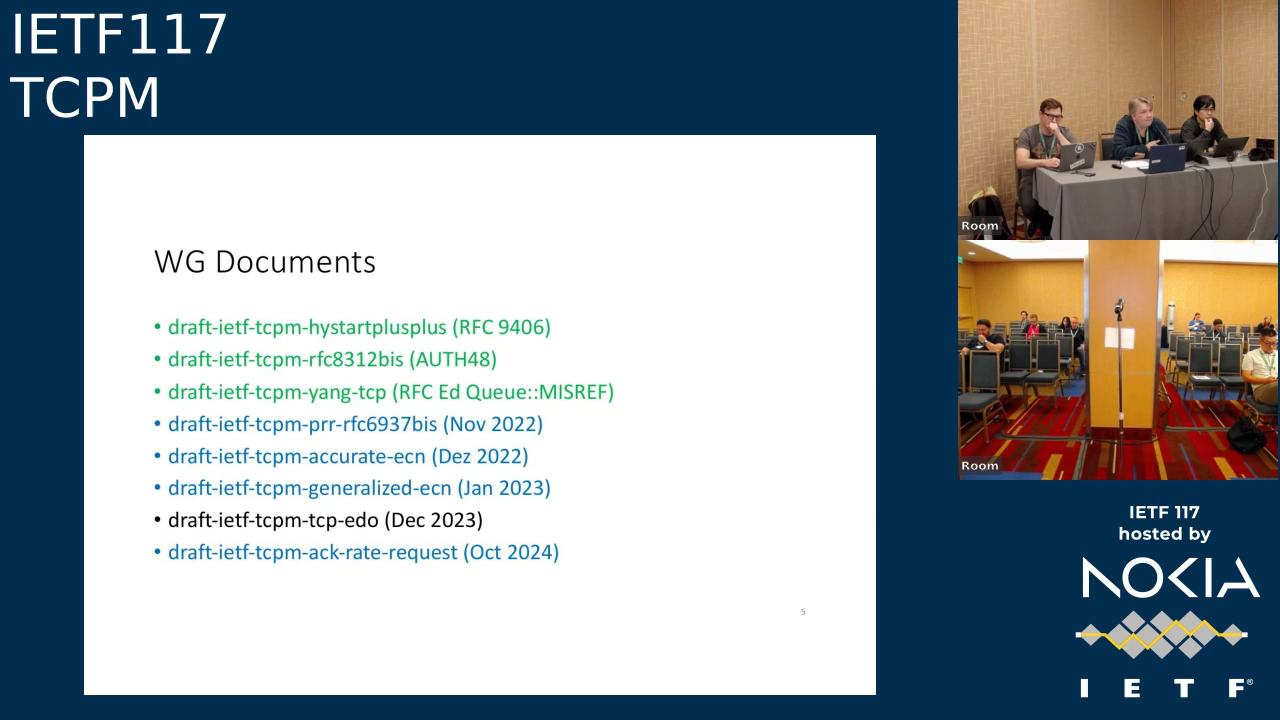 IETF117
TCPM
WG Documents
• draft-ietf-tcpm-hystartplusplus (RFC 9406)
• draft-ietf-tcpm-rfc8312bis (AUTH48)
• draft-ietf-tcpm-yang-tcp (RFC Ed Queue::MISREF)
• draft-ietf-tcpm-prr-rfc6937bis (Nov 2022)
• draft-ietf-tcpm-accurate-ecn (Dez 2022)
• draft-ietf-tcpm-generalized-ecn (Jan 2023)
• draft-ietf-tcpm-tcp-edo (Dec 2023)
• draft-ietf-tcpm-ack-rate-request (Oct 2024)
5
Room
Room
IETF 117
hosted by
NOKIA
I E T F®